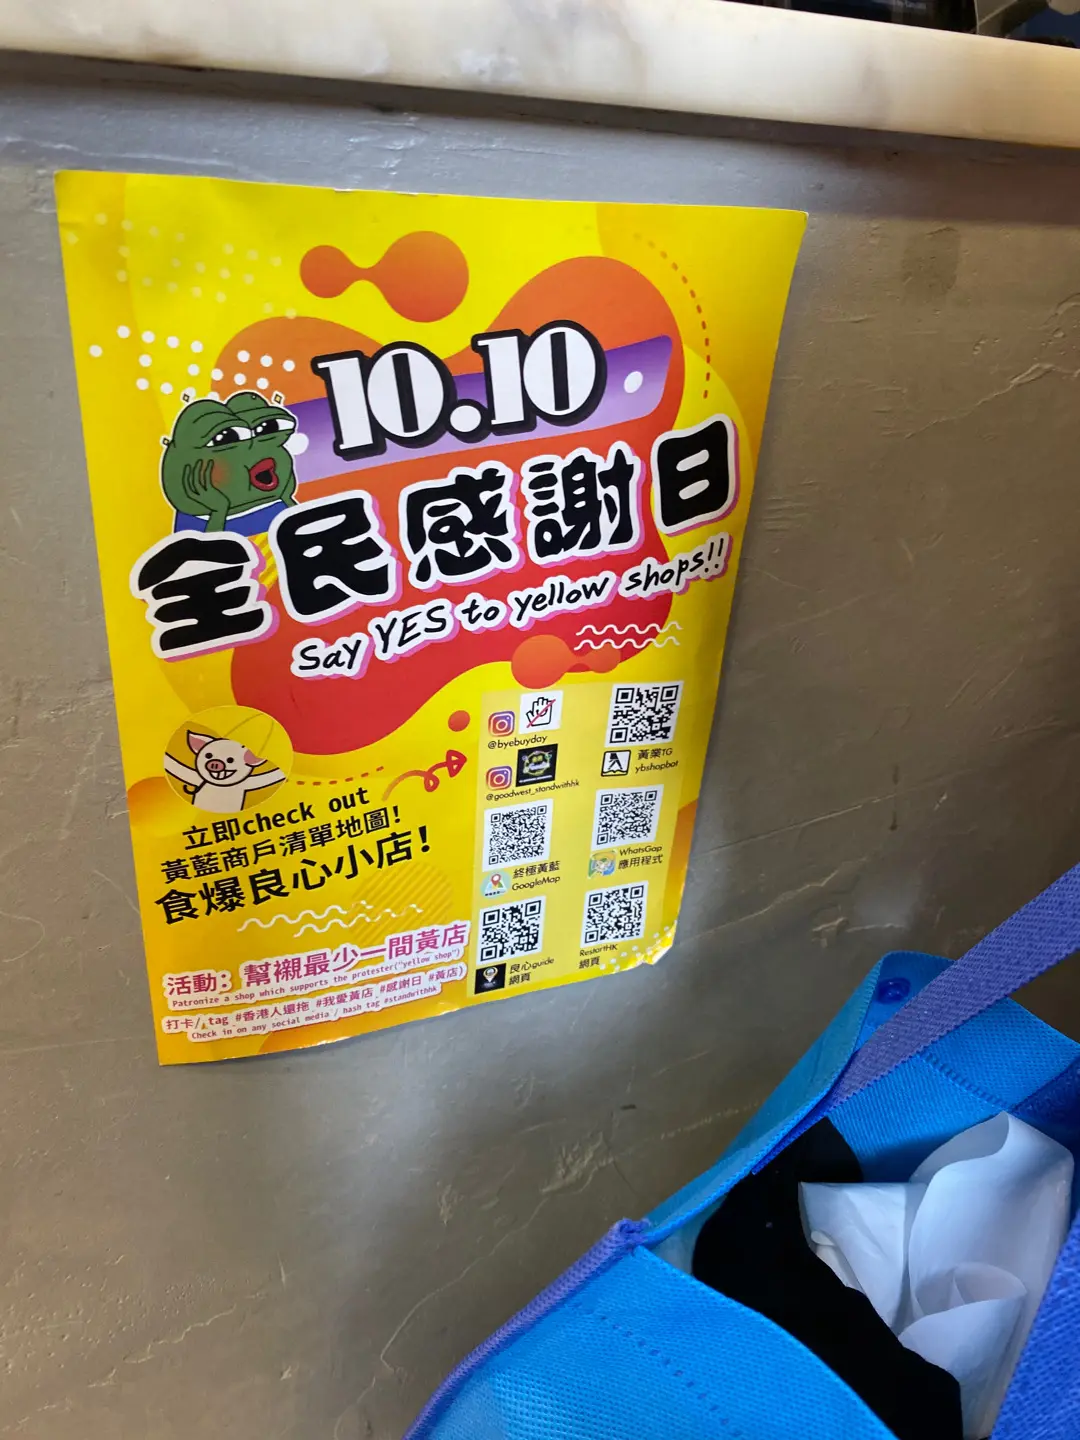 10.10
全民感謝日
Say YES to yellow shops!!
立即check out
黃藍商戶清單地圖!
食爆良心小店!
活動: 幫襯最少一間黃店
Patronize a shop which supports the protester("yellow shop")
打卡/ tag #香港人還拖 #我愛黃店 #感謝日 #黃店)
Check in on any social media / hash tag #standwithhk
@byebuyday
@goodwest_standwithhk
終極黃藍
GoogleMap
良心guide
網頁
黃樂TG
ybshopbot
WhatsGap
應用程式
RestartHK
網頁